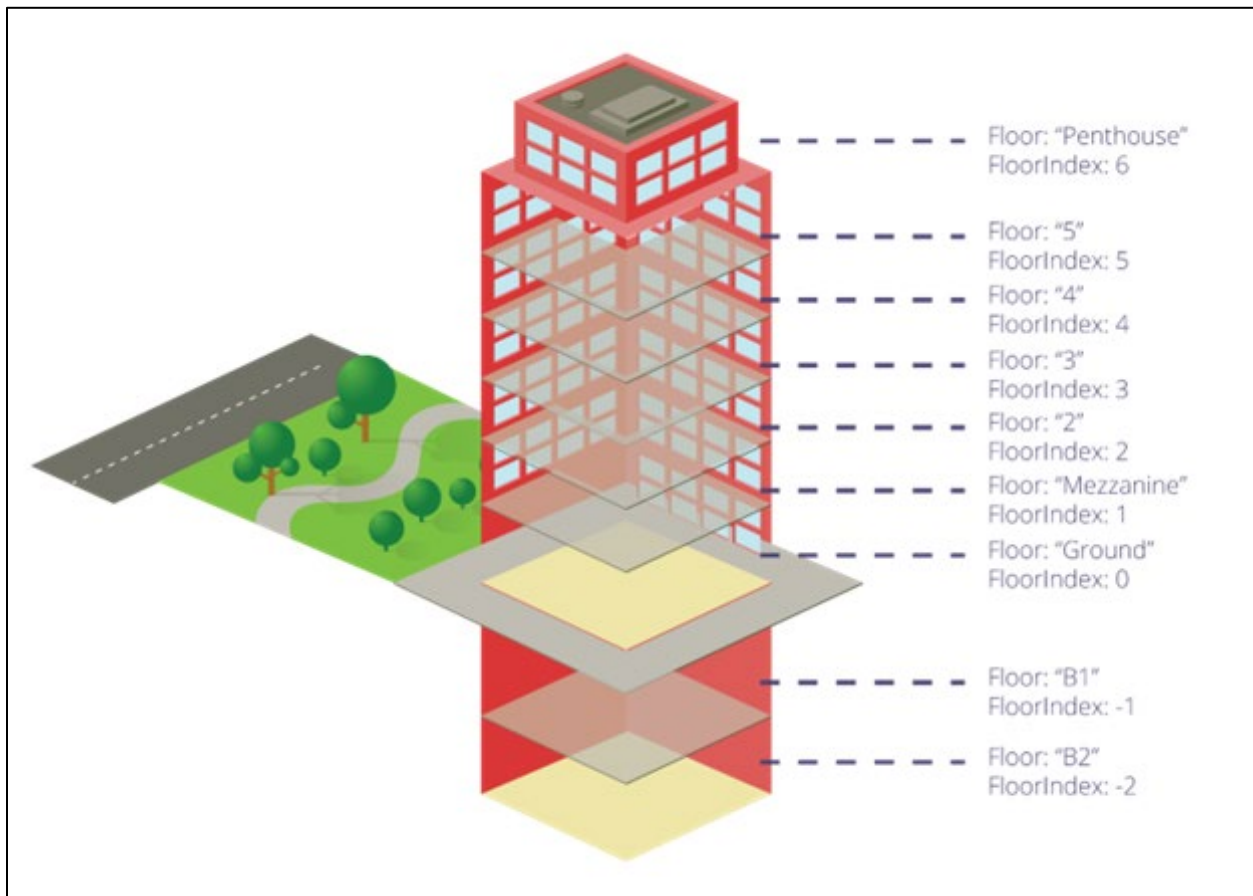 Floor: “Penthouse”
FloorIndex: 6
Floor: “5”
FloorIndex: 5
Floor: “4”
FloorIndex: 4
Floor: “3”
FloorIndex: 3
Floor: “2”
FloorIndex: 2
Floor: “Mezzanine”
FloorIndex: 1
Floor: “Ground”
FloorIndex: 0
Floor: “B1”
FloorIndex: -1
Floor: “B2”
FloorIndex: -2